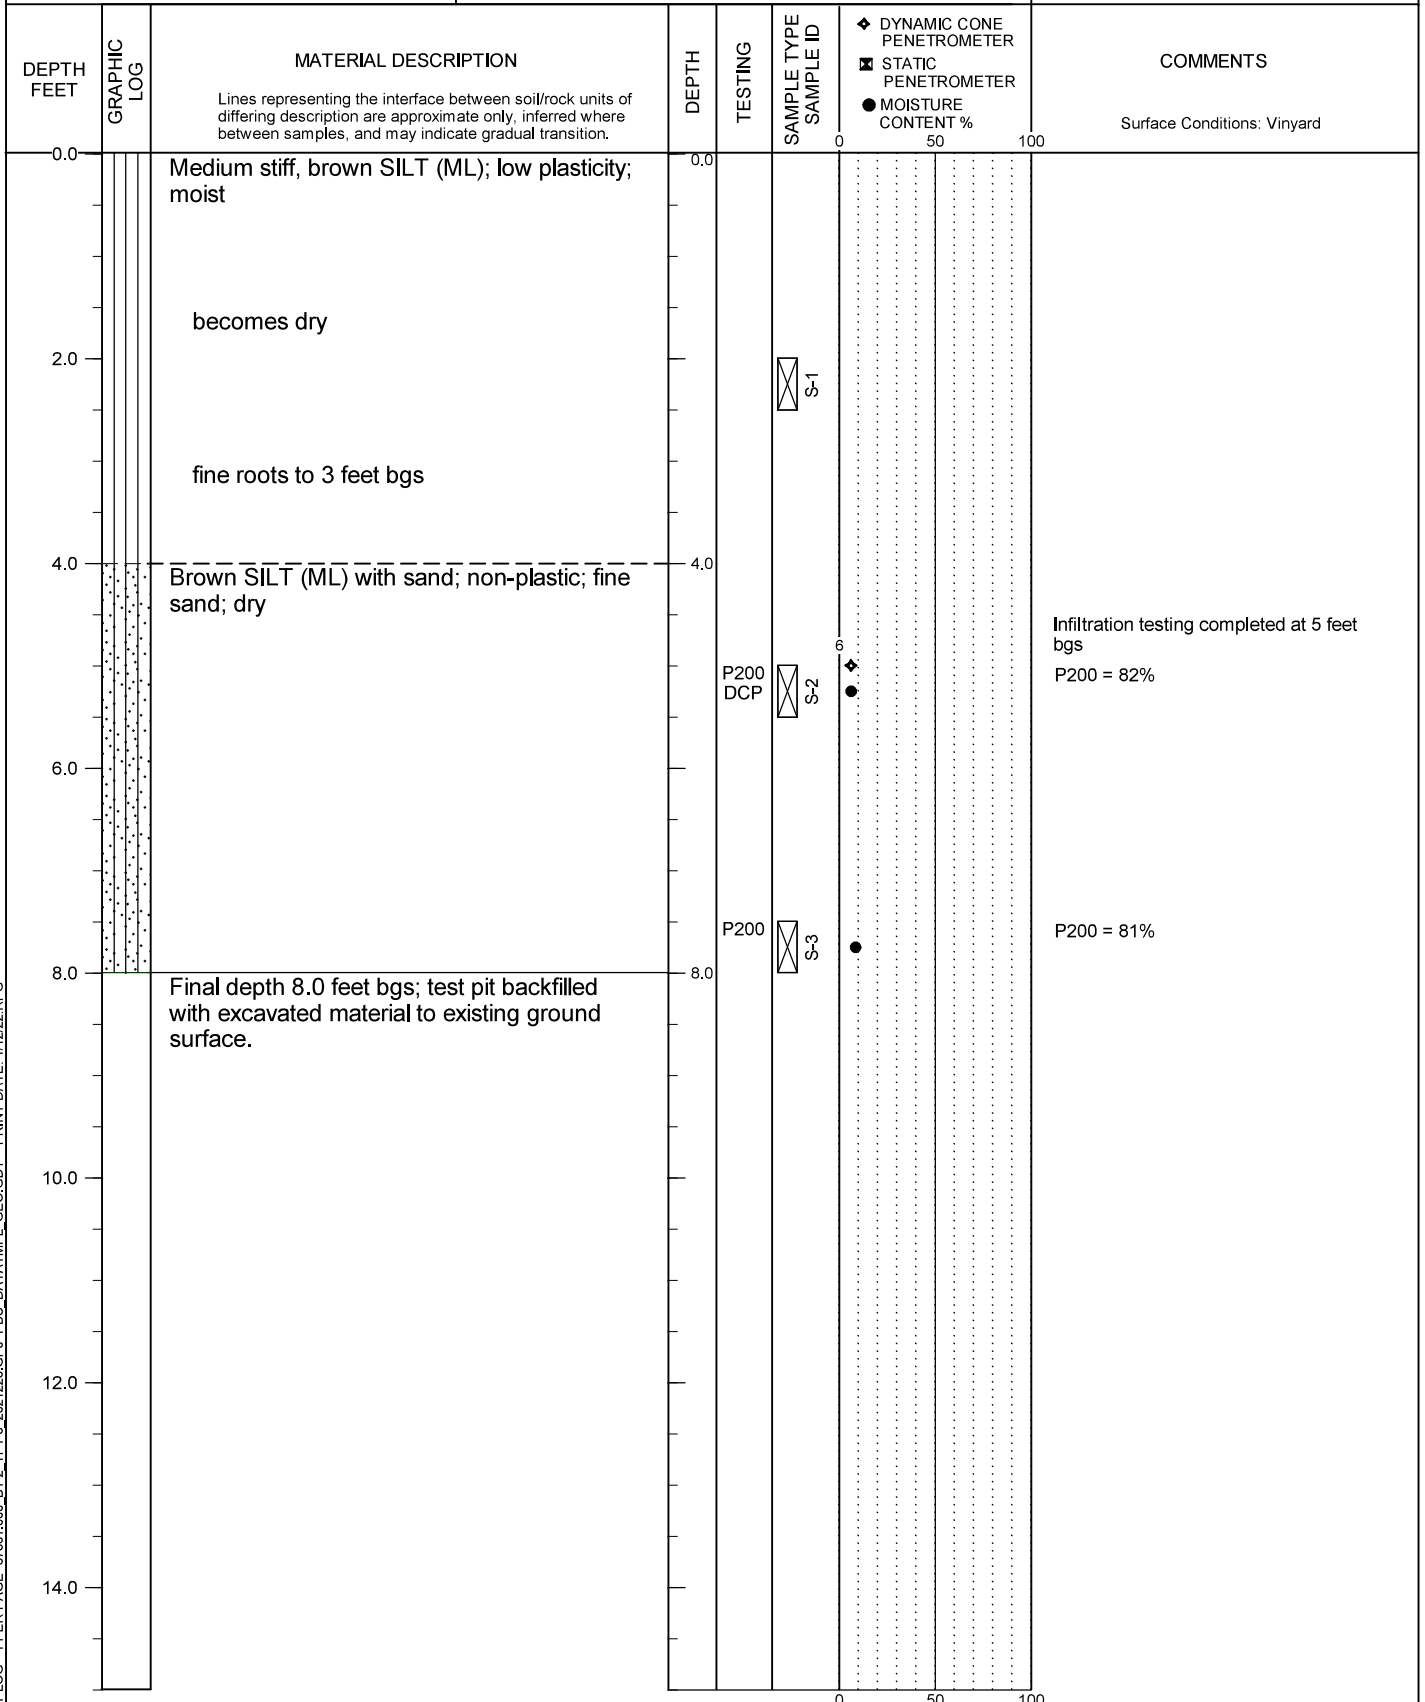 DEPTH
FEET
GRAPHIC
LOG
MATERIAL DESCRIPTION
Lines representing the interface between soil/rock units of
differing description are approximate only, inferred where
between samples, and may indicate gradual transition.
DEPTH
TESTING
SAMPLE TYPE
SAMPLE ID
DYNAMIC CONE
PENETROMETER
STATIC
PENETROMETER
MOISTURE
CONTENT %
0 50 100
COMMENTS
Surface Conditions: Vinyard
0.0
Medium stiff, brown SILT (ML); low plasticity;
moist
0.0
becomes dry
2.0
S-1
fine roots to 3 feet bgs
4.0
4.0
Brown SILT (ML) with sand; non-plastic; fine
sand; dry
Infiltration testing completed at 5 feet
bgs
6
P200
DCP
S-2
P200 = 82%
6.0
P200
S-3
P200 = 81%
8.0
8.0
Final depth 8.0 feet bgs; test pit backfilled
with excavated material to existing ground
surface.
10.0
12.0
14.0
0 50 100